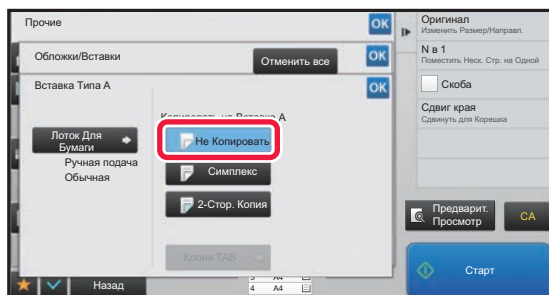 Прочие
OK
Обложки/Вставки
Отменить все
OK
Вставка Типа A
OK
Копировать на Вставке A
Лоток Для
Бумаги
Ручная подача
Обычная
Не Копировать
Симплекс
2-Стор. Копия
Копия TAB
Назад
3 A4
4 A4
Оригинал
Изменить Размер/Направл.
N в 1
Поместить Неск. Стр. на Одной
Скоба
Сдвиг края
Сдвинуть для Корешка
Предварит.
Просмотр
CA
Старт